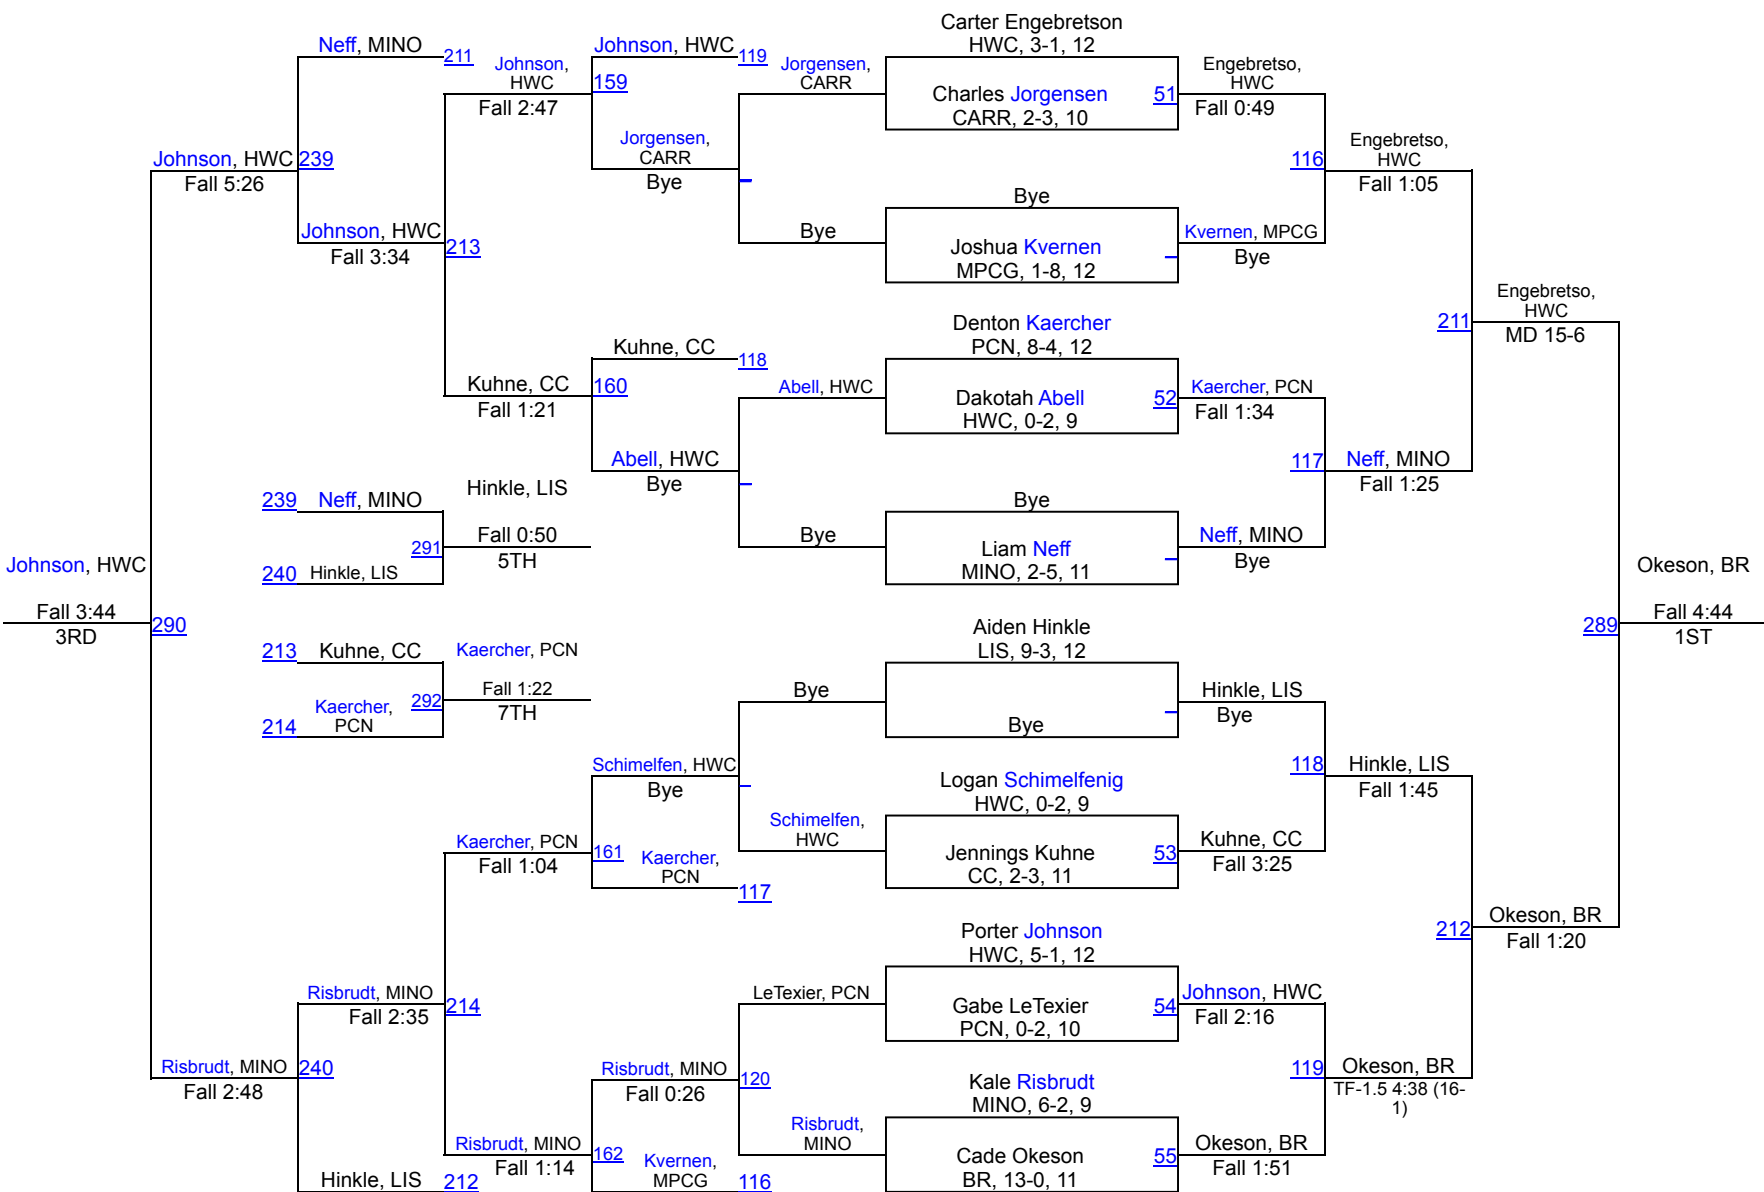 Carter Engebretson
HWC, 3-1, 12
Neff, MINO
211
Johnson,
HWC
Fall 2:47
Johnson, HWC
119
159
Jorgensen,
CARR
Charles Jorgensen
CARR, 2-3, 10
51
Engebretso,
HWC
Fall 0:49
Jorgensen,
CARR
Bye
Johnson, HWC
239
Fall 5:26
116
Engebretso,
HWC
Fall 1:05
Bye
Johnson, HWC
Fall 3:34
213
Bye
Joshua Kvernen
MPCG, 1-8, 12
Kvernen, MPCG
Bye
Engebretso,
HWC
MD 15-6
211
Denton Kaercher
PCN, 8-4, 12
Kuhne, CC
118
Kuhne, CC
160
Fall 1:21
Abell, HWC
Dakotah Abell
HWC, 0-2, 9
52
Kaercher, PCN
Fall 1:34
Abell, HWC
Bye
117
Neff, MINO
Fall 1:25
239
Neff, MINO
Hinkle, LIS
Bye
Fall 0:50
5TH
291
240
Hinkle, LIS
Bye
Liam Neff
MINO, 2-5, 11
Neff, MINO
Bye
Johnson, HWC
Fall 3:44
3RD
290
Okeson, BR
Fall 4:44
1ST
289
Aiden Hinkle
LIS, 9-3, 12
213
Kuhne, CC
Kaercher, PCN
Fall 1:22
7TH
292
214
Kaercher,
PCN
Bye
Bye
Hinkle, LIS
Bye
Schimelfen, HWC
Bye
118
Hinkle, LIS
Fall 1:45
Logan Schimelfenig
HWC, 0-2, 9
Schimelfen,
HWC
Jennings Kuhne
CC, 2-3, 11
53
Kuhne, CC
Fall 3:25
Kaercher, PCN
Fall 1:04
161
Kaercher,
PCN
117
212
Okeson, BR
Fall 1:20
Porter Johnson
HWC, 5-1, 12
Risbrudt, MINO
Fall 2:35
214
LeTexier, PCN
Gabe LeTexier
PCN, 0-2, 10
54
Johnson, HWC
Fall 2:16
Risbrudt, MINO
240
Fall 2:48
Risbrudt, MINO
Fall 0:26
120
119
Okeson, BR
TF-1.5 4:38 (16-
1)
Kale Risbrudt
MINO, 6-2, 9
Risbrudt,
MINO
Cade Okeson
BR, 13-0, 11
55
Okeson, BR
Fall 1:51
Risbrudt, MINO
Fall 1:14
162
Kvernen,
MPCG
116
Hinkle, LIS
212